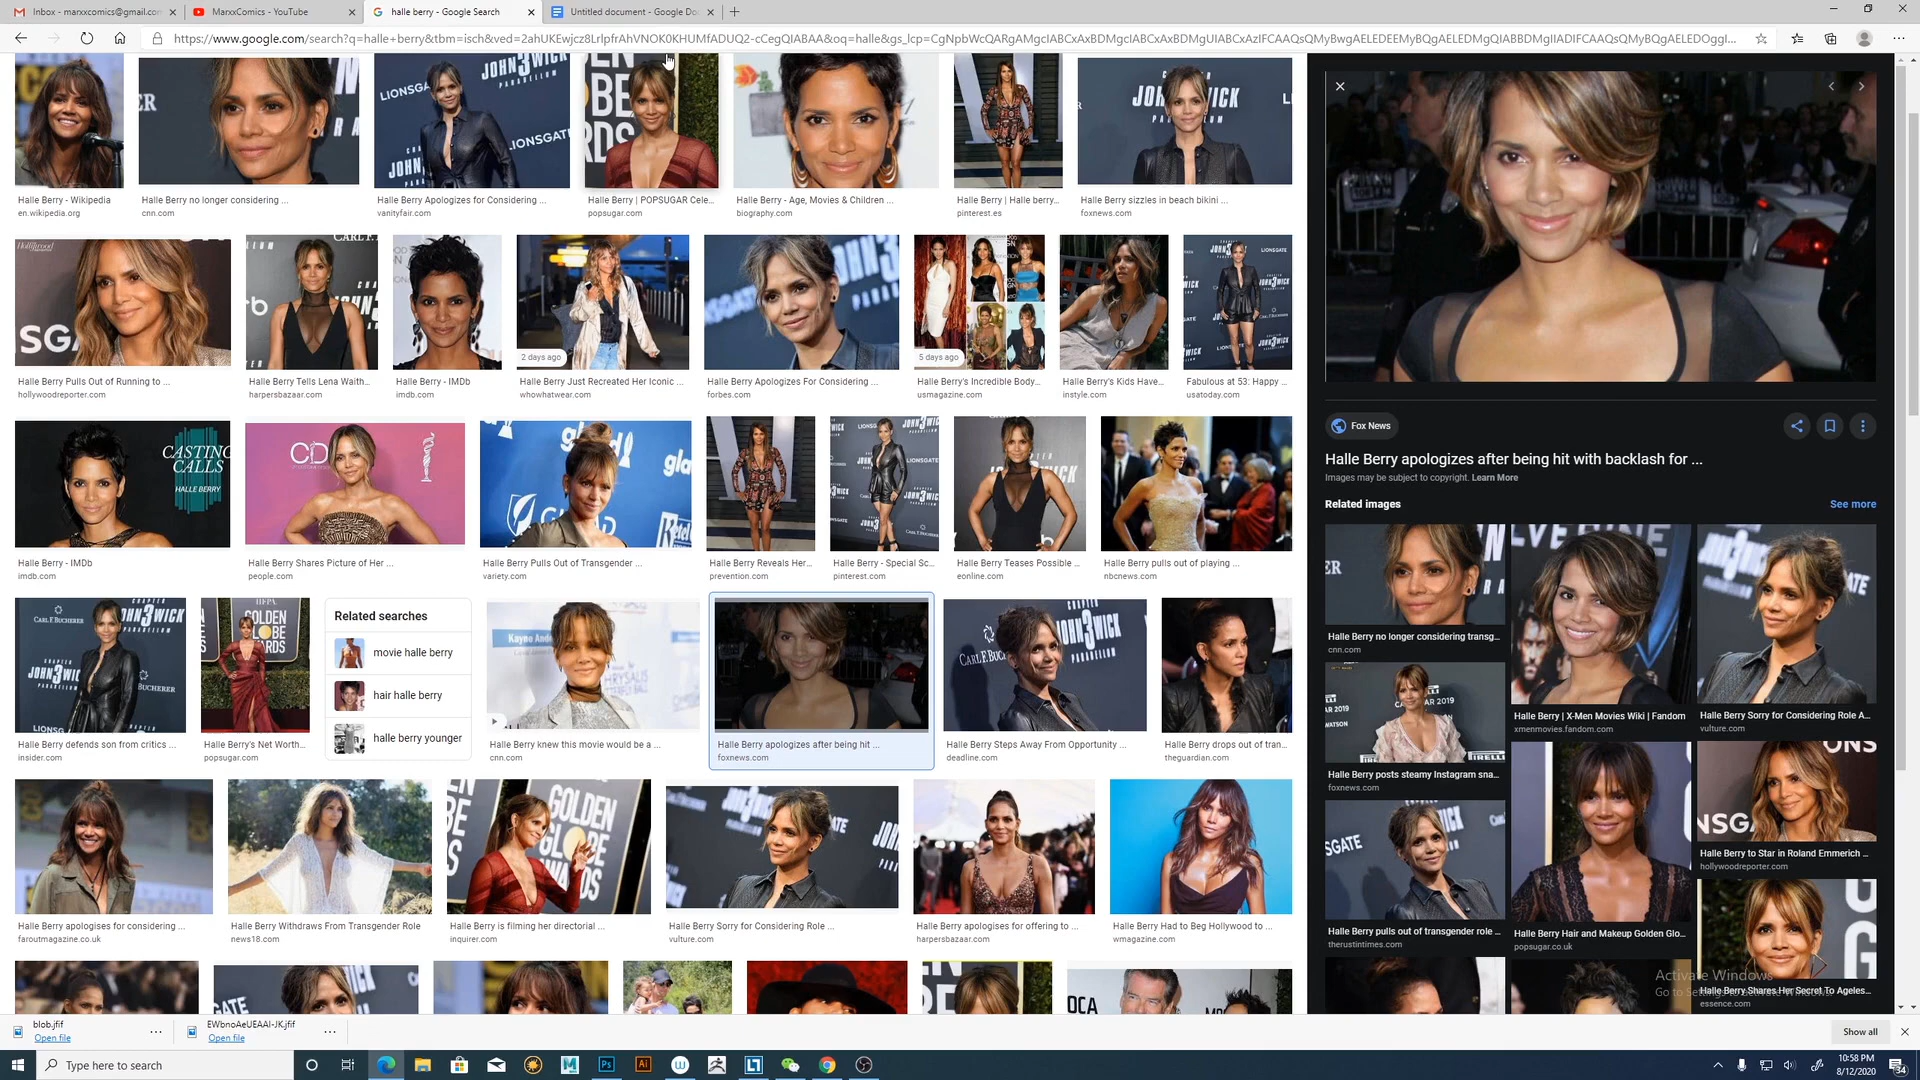 Inbox - marxxcomics@gmail.con
MarxxComics - YouTube
halle berry - Google Search
Untitled document - Google Do
Halle Berry - Wikipedia
en.wikipedia.org
Halle Berry no longer considering ...
cnn.com
Halle Berry Apologizes for Considering ...
vanityfair.com
Halle Berry | POPSUGAR Cele...
popsugar.com
Halle Berry - Age, Movies & Children ...
biography.com
Halle Berry | Halle berry...
pinterest.es
Halle Berry sizzles in beach bikini ...
foxnews.com
2 days ago
5 days ago
Halle Berry Pulls Out of Running to ...
hollywoodreporter.com
Halle Berry Tells Lena Waith...
harpersbazaar.com
Halle Berry - IMDb
imdb.com
Halle Berry Just Recreated Her Iconic ...
whowhatwear.com
Halle Berry Apologizes For Considering ...
forbes.com
Halle Berry's Incredible Body...
usmagazine.com
Halle Berry's Kids Have...
instyle.com
Fabulous at 53: Happy ...
usatoday.com
CASTING
CALLS
HALLE BERRY
Halle Berry - IMDb
imdb.com
Halle Berry Shares Picture of Her ...
people.com
Halle Berry Pulls Out of Transgender ...
variety.com
Halle Berry Reveals Her...
prevention.com
Halle Berry - Special Sc...
pinterest.com
Halle Berry Teases Possible ...
eonline.com
Halle Berry pulls out of playing ...
nbcnews.com
Related searches
movie halle berry
hair halle berry
halle berry younger
Halle Berry defends son from critics ...
insider.com
Halle Berry's Net Worth...
popsugar.com
Halle Berry knew this movie would be a ...
cnn.com
Halle Berry apologizes after being hit ...
foxnews.com
Halle Berry Steps Away From Opportunity ...
deadline.com
Halle Berry drops out of tran...
theguardian.com
Halle Berry apologises for considering ...
faroutmagazine.co.uk
Halle Berry Withdraws From Transgender Role
news18.com
Halle Berry is filming her directorial ...
inquirer.com
Halle Berry Sorry for Considering Role ...
vulture.com
Halle Berry apologises for offering to ...
harpersbazaar.com
Halle Berry Had to Beg Hollywood to ...
wmagazine.com
Fox News
Halle Berry apologizes after being hit with backlash for ...
Images may be subject to copyright. Learn More
Related images
See more
Halle Berry no longer considering transg...
cnn.com
Halle Berry | X-Men Movies Wiki | Fandom
xmenmovies.fandom.com
Halle Berry Sorry for Considering Role A...
vulture.com
Halle Berry posts steamy Instagram sna...
foxnews.com
Halle Berry to Star in Roland Emmerich ...
hollywoodreporter.com
Halle Berry pulls out of transgender role ...
therustintimes.com
Halle Berry Hair and Makeup Golden Glo...
popsugar.co.uk
Halle Berry Shares Her Secret To Ageles...
essence.com
Activate Windows
blob.jfif
Open file
EWbnoAeUEAAI-JK.jfif
Open file
Show all
Type here to search
10:58 PM
8/12/2020
34